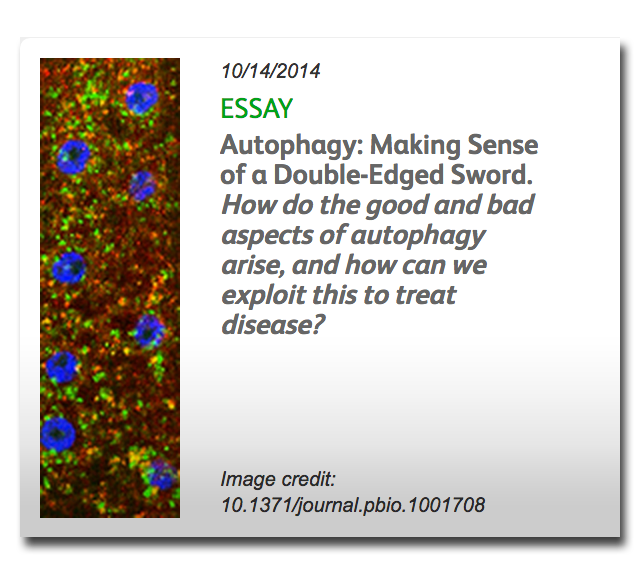 10/14/2014
ESSAY
Autophagy: Making Sense
of a Double-Edged Sword.
How do the good and bad
aspects of autophagy
arise, and how can we
exploit this to treat
disease?
Image credit:
10.1371/journal.pbio.1001708